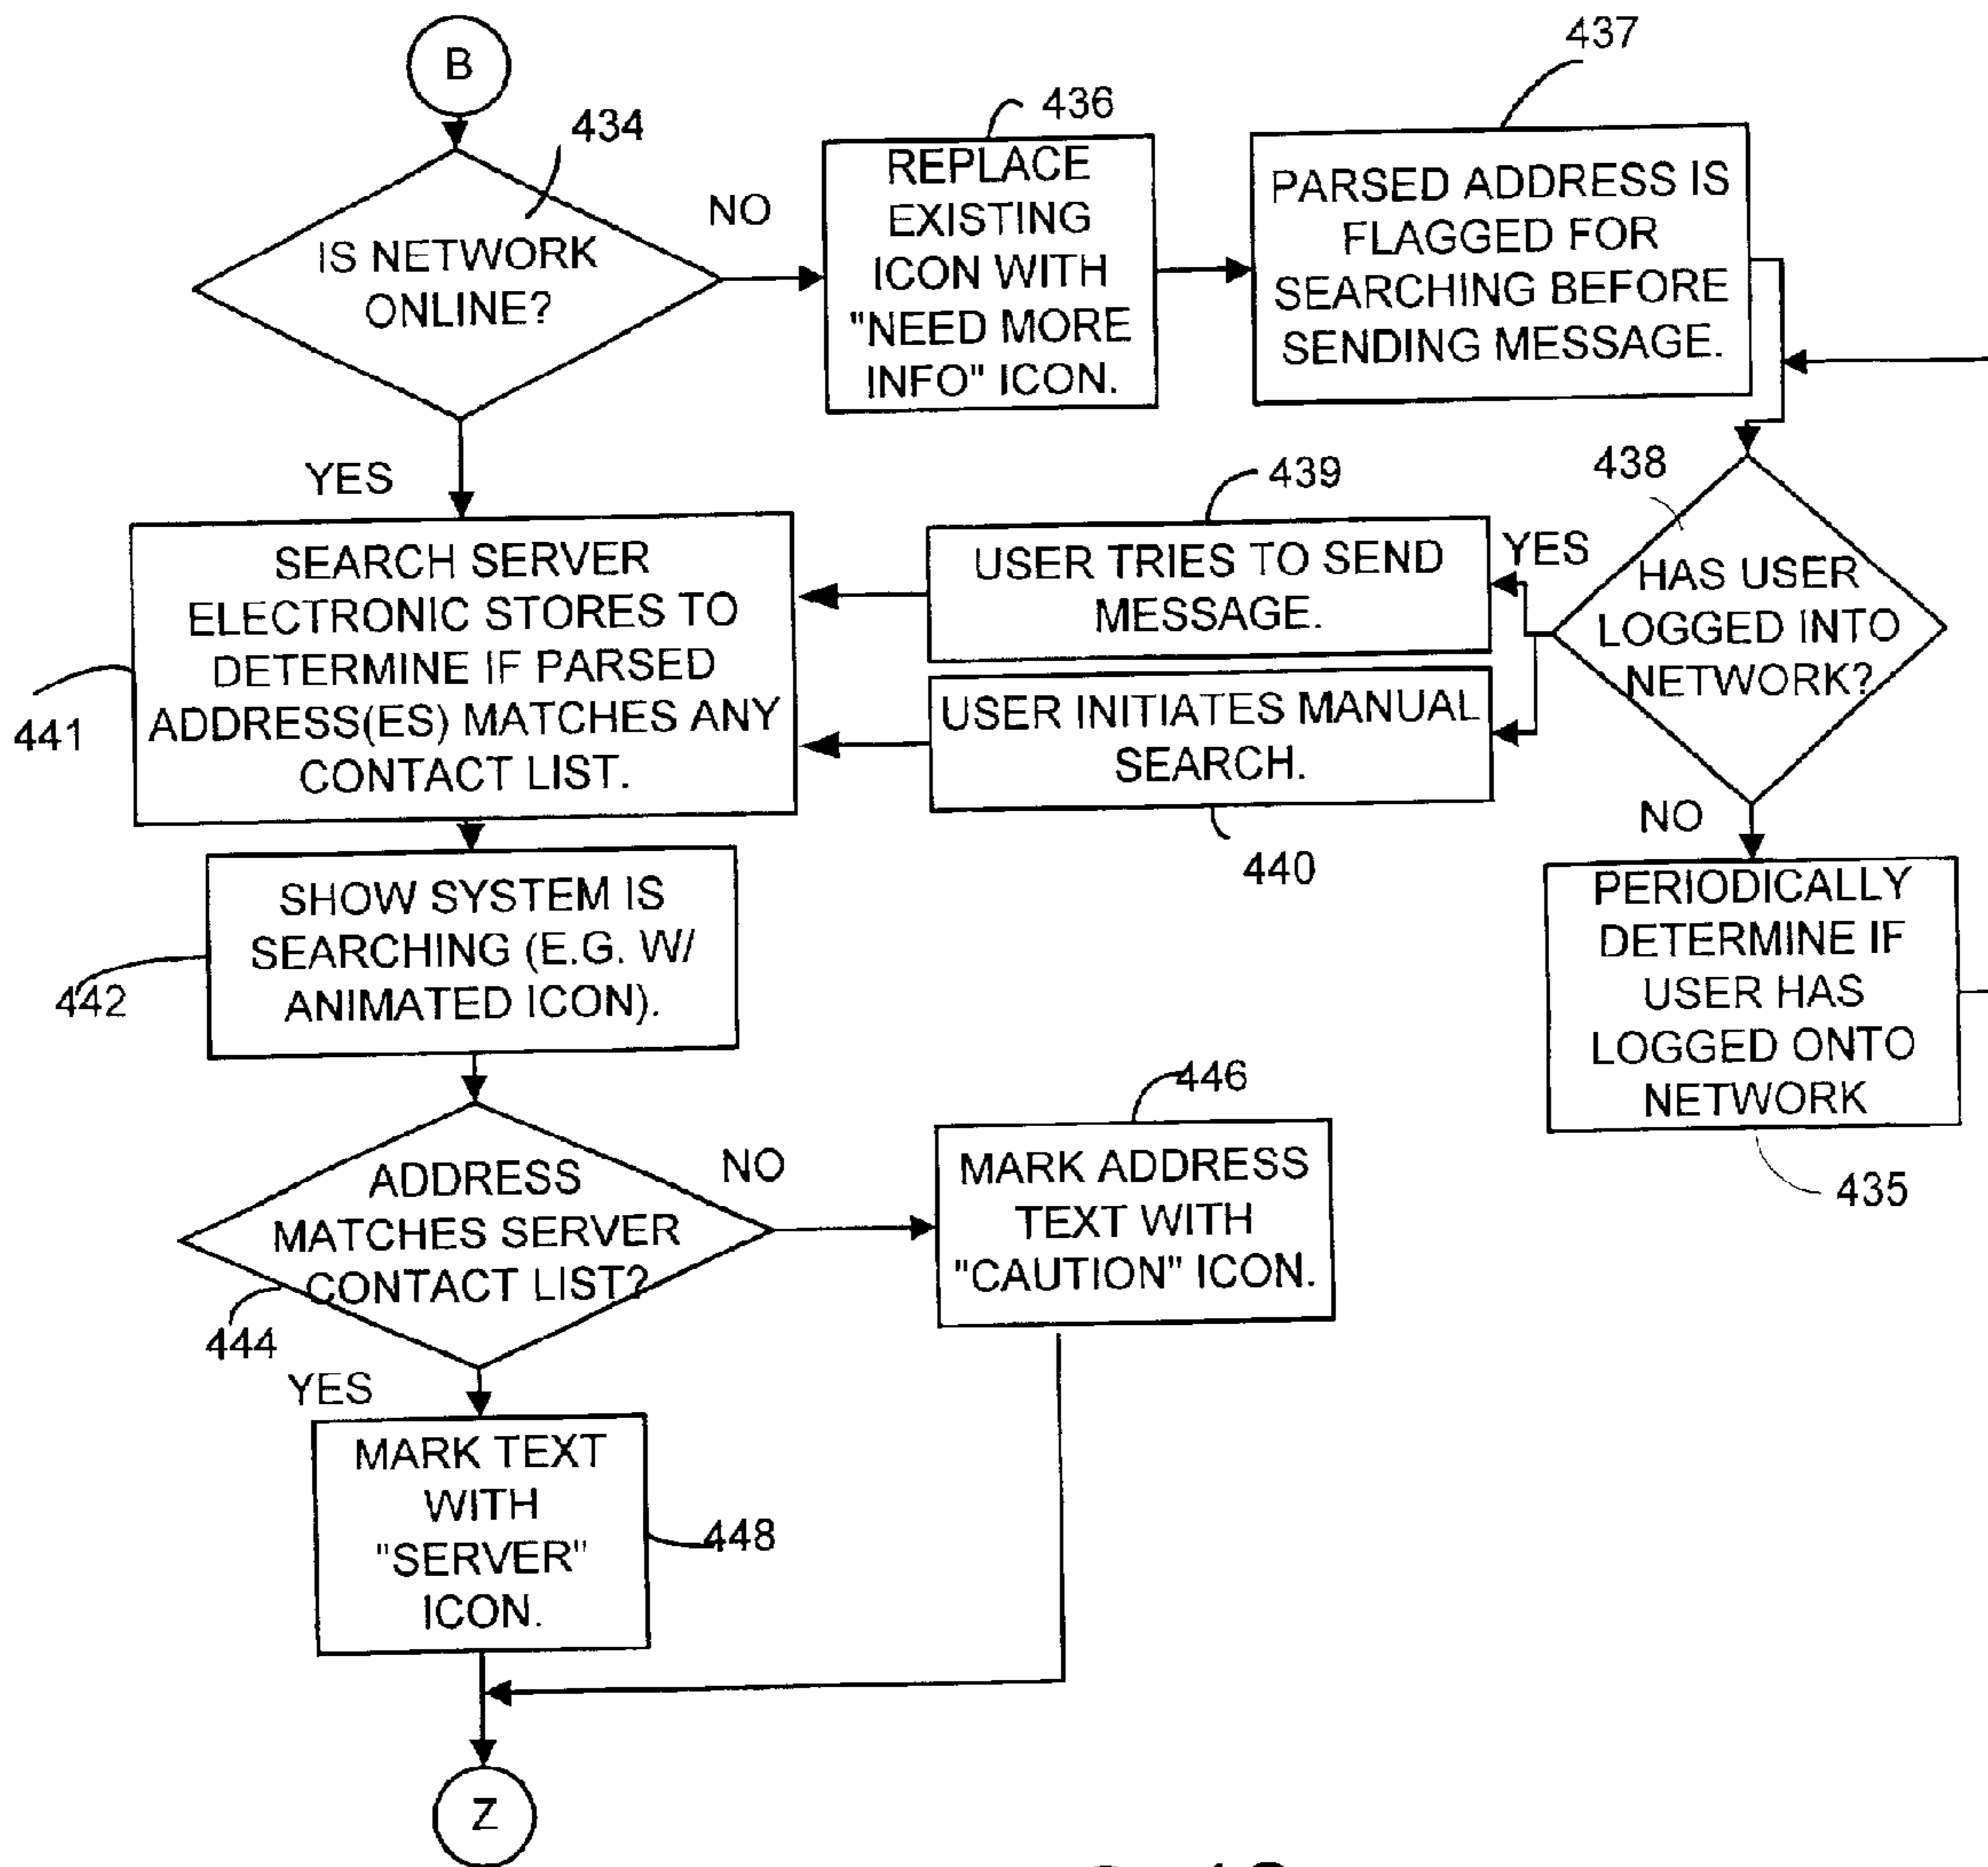 B
434
IS NETWORK
ONLINE?
NO
YES
436
REPLACE
EXISTING
ICON WITH
"NEED MORE
INFO" ICON.
437
PARSED ADDRESS IS
FLAGGED FOR
SEARCHING BEFORE
SENDING MESSAGE.
438
HAS USER
LOGGED INTO
NETWORK?
YES
NO
439
USER TRIES TO SEND
MESSAGE.
USER INITIATES MANUAL
SEARCH.
440
PERIODICALLY
DETERMINE IF
USER HAS
LOGGED ONTO
NETWORK
435
441
SEARCH SERVER
ELECTRONIC STORES TO
DETERMINE IF PARSED
ADDRESS(ES) MATCHES ANY
CONTACT LIST.
442
SHOW SYSTEM IS
SEARCHING (E.G. W/
ANIMATED ICON).
444
ADDRESS
MATCHES SERVER
CONTACT LIST?
NO
YES
446
MARK ADDRESS
TEXT WITH
"CAUTION" ICON.
448
MARK TEXT
WITH
"SERVER"
ICON.
Z